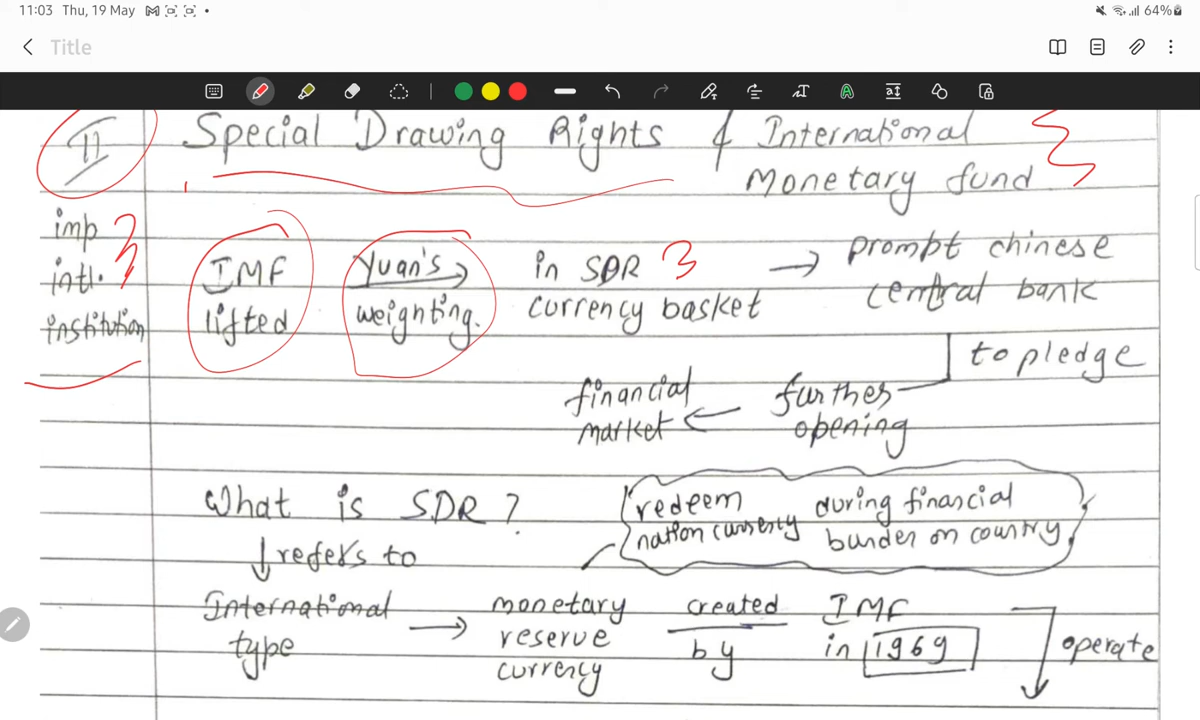 11:03 Thu, 19 May
64%
Title
II
Special Drawing Rights & International
Monetary fund
imp
intl.
institution
IMF
lifted
Yuan's
weighting.
in SDR
currency basket
prompt chinese
central bank
to pledge
further
opening
financial
market
What is SDR?
redeem
nation currency
during financial
burden on country
refers to
International
type
monetary
reserve
currency
created
by
IMF
in 1969
operate